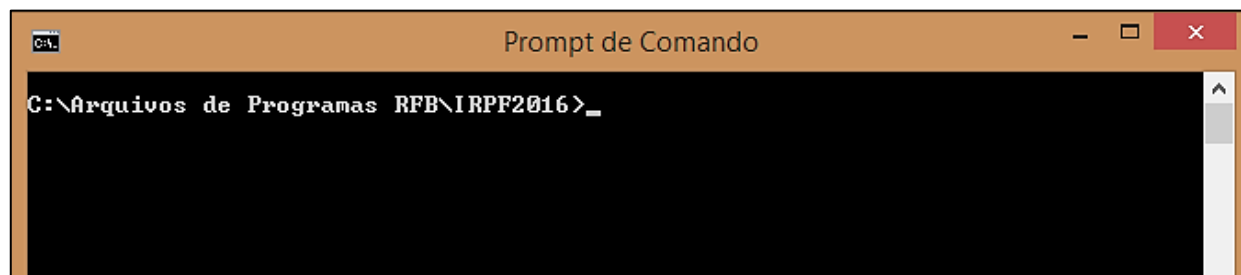 C:\. Prompt de Comando
C:\Arquivos de Programas RFB\IRPF2016>_